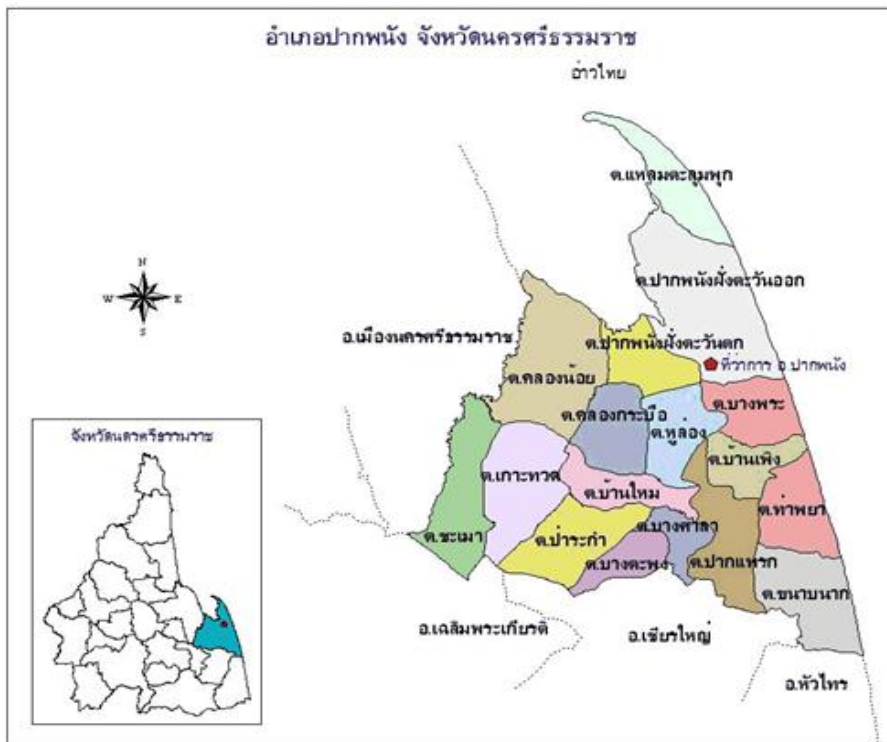 อำเภอปากพนัง จังหวัดนครศรีธรรมราช
อ่าวไทย
ต.แหลมตะลุมพุก
N
W
E
S
ต.ปากพนังฝั่งตะวันออก
อ.เมืองนครศรีธรรมราช
ต.ปากพนังฝั่งตะวันตก
ที่ว่าการ อ ปากพนัง
ต.คลองน้อย
ต.บางพระ
ต.คลองกระบือ
ต.หูล่อง
จังหวัดนครศรีธรรมราช
ต.บ้านเพิง
ต.เกาะทวด
ต.บ้านใหม่
ต.ท่าพยา
ต.ชะเมา
ต.ป่าระกำ
ต.บางศาลา
ต.ปากแพรก
ต.บางตะพง
ต.ขนาบนาก
อ.เฉลิมพระเกียรติ
อ.เชียรใหญ่
อ.หัวไทร